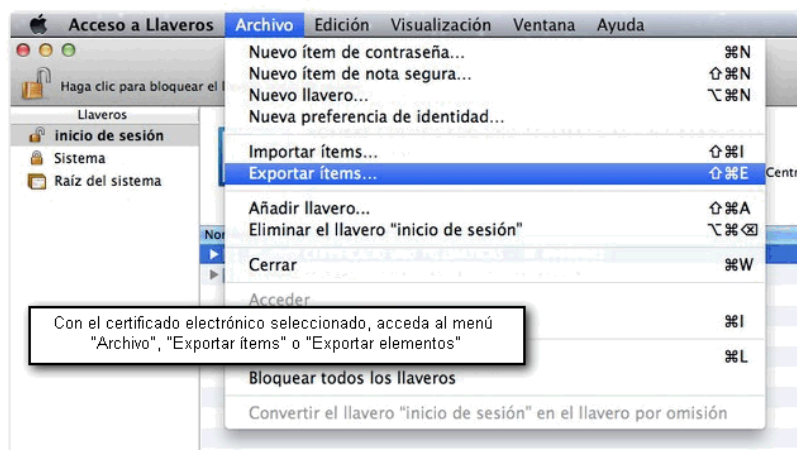 Acceso a Llaveros Archivo Edición Visualización Ventana Ayuda
Haga clic para bloquear el
Llaveros
inicio de sesión
Sistema
Raíz del sistema
Nuevo ítem de contraseña... ⌘N
Nuevo ítem de nota segura... ⇧⌘N
Nuevo llavero... ⌥⌘N
Nueva preferencia de identidad...
Importar ítems... ⇧⌘I
Exportar ítems... ⇧⌘E
Centr
Añadir llavero... ⇧⌘A
Eliminar el llavero "inicio de sesión" ⌥⌘⌫
Cerrar ⌘W
Acceder
⌘I
⌘L
Bloquear todos los llaveros
Convertir el llavero "inicio de sesión" en el llavero por omisión
Con el certificado electrónico seleccionado, acceda al menú
"Archivo", "Exportar ítems" o "Exportar elementos"